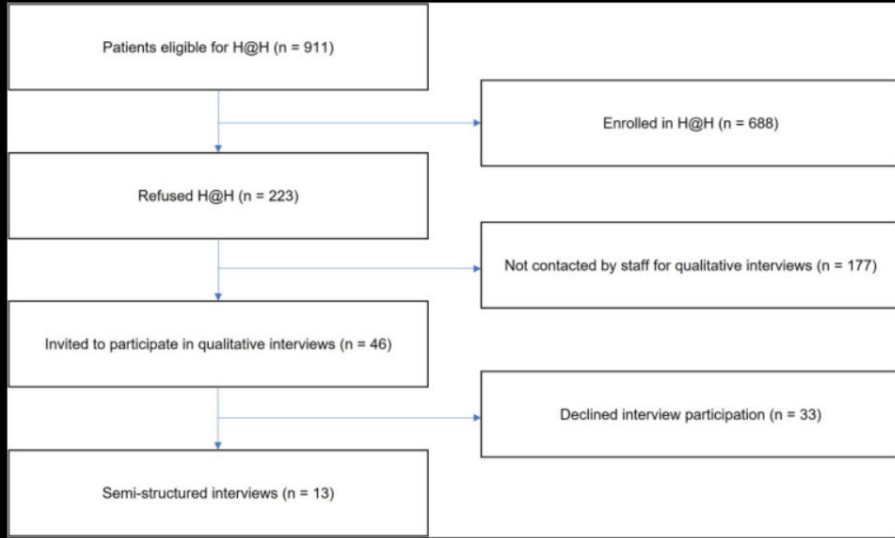 Patients eligible for H@H (n = 911)
Enrolled in H@H (n = 688)
Refused H@H (n = 223)
Not contacted by staff for qualitative interviews (n = 177)
Invited to participate in qualitative interviews (n = 46)
Declined interview participation (n = 33)
Semi-structured interviews (n = 13)